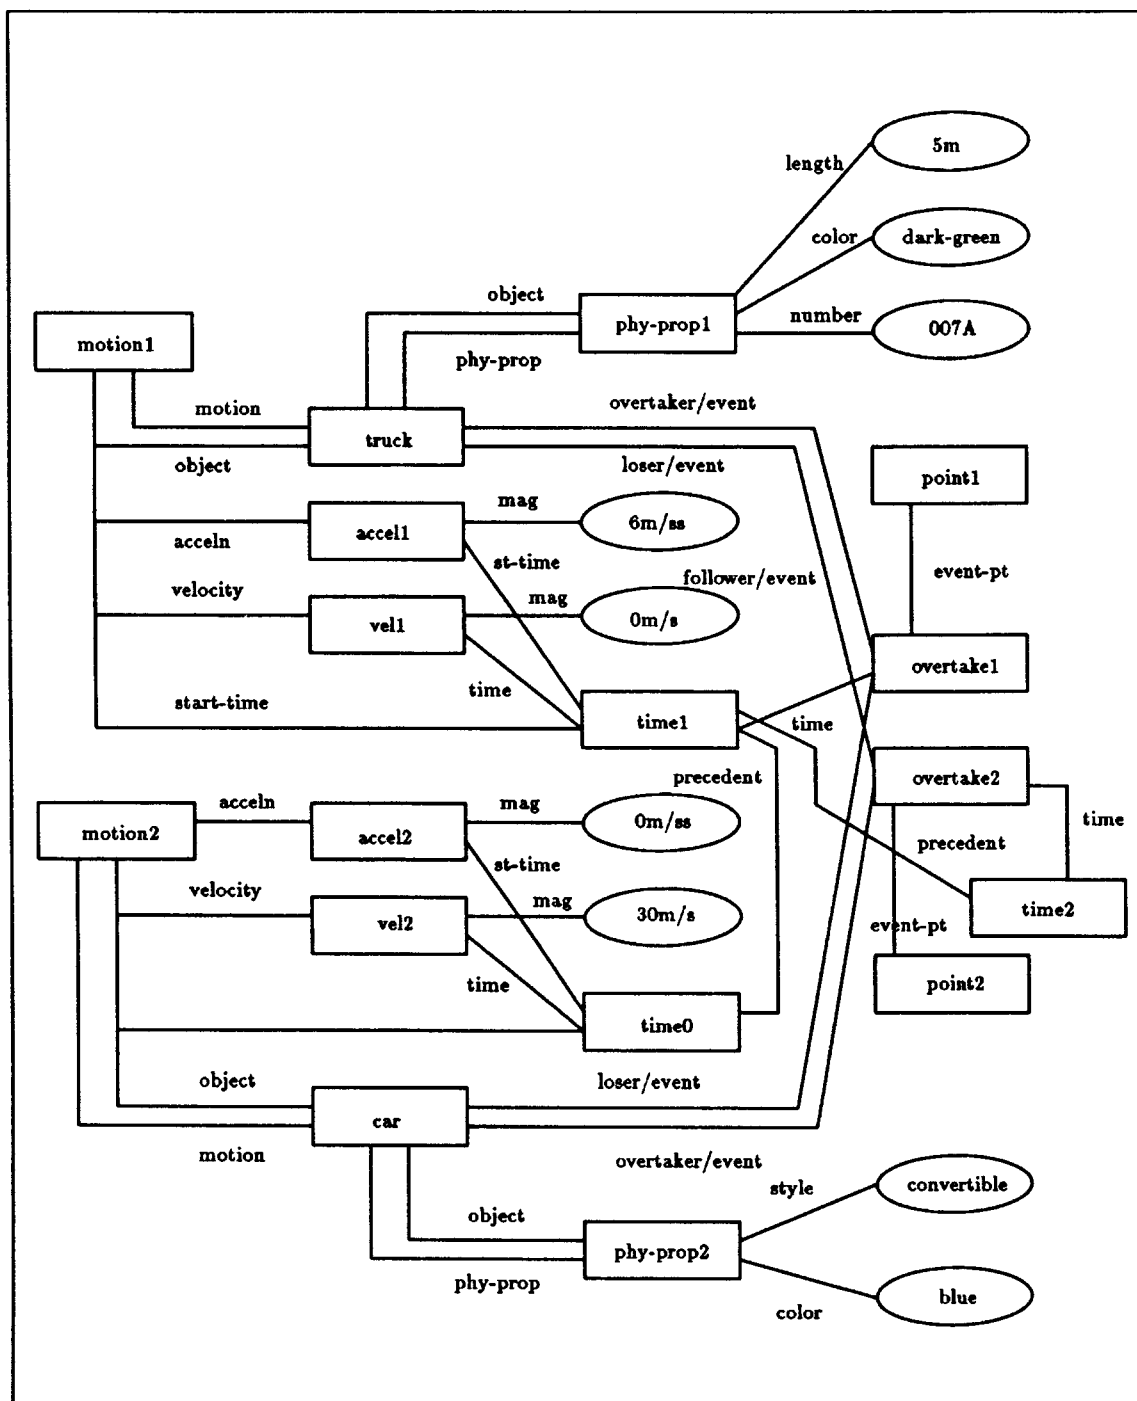 5m
length
color
dark-green
object
number
phy-prop1
007A
motion1
phy-prop
motion
overtaker/event
truck
object
loser/event
point1
mag
accel1
6m/ss
acceln
st-time
event-pt
velocity
follower/event
mag
vel1
0m/s
overtake1
time
start-time
time1
time
precedent
overtake2
acceln
mag
time
motion2
accel2
0m/ss
precedent
st-time
velocity
mag
vel2
30m/s
time2
event-pt
time
point2
time0
object
loser/event
car
motion
overtaker/event
style
convertible
object
phy-prop2
phy-prop
blue
color